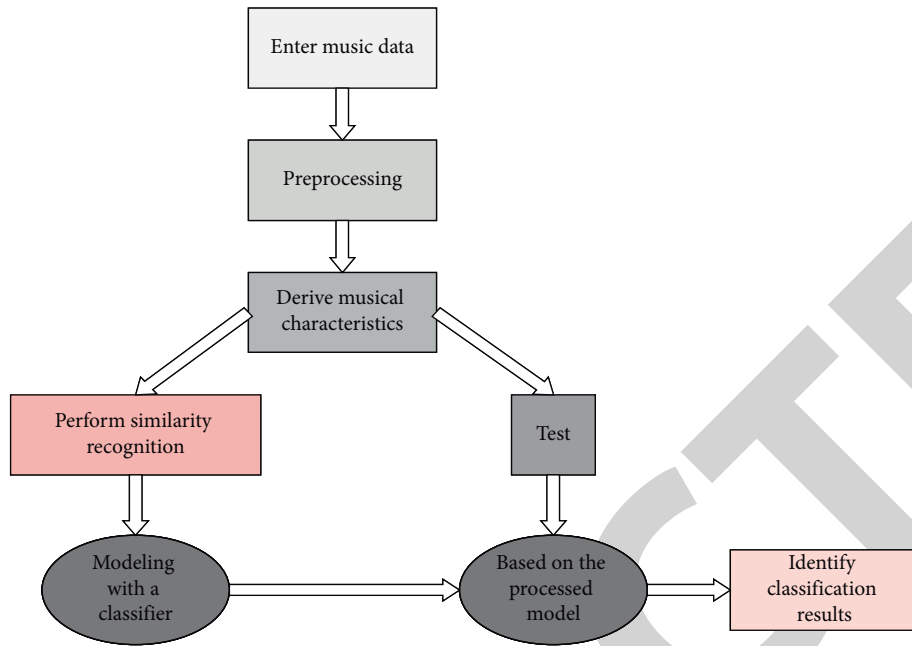 Enter music data
Preprocessing
Derive musical
characteristics
Perform similarity
recognition
Test
Modeling
with a
classifier
Based on the
processed
model
Identify
classification
results
CTE